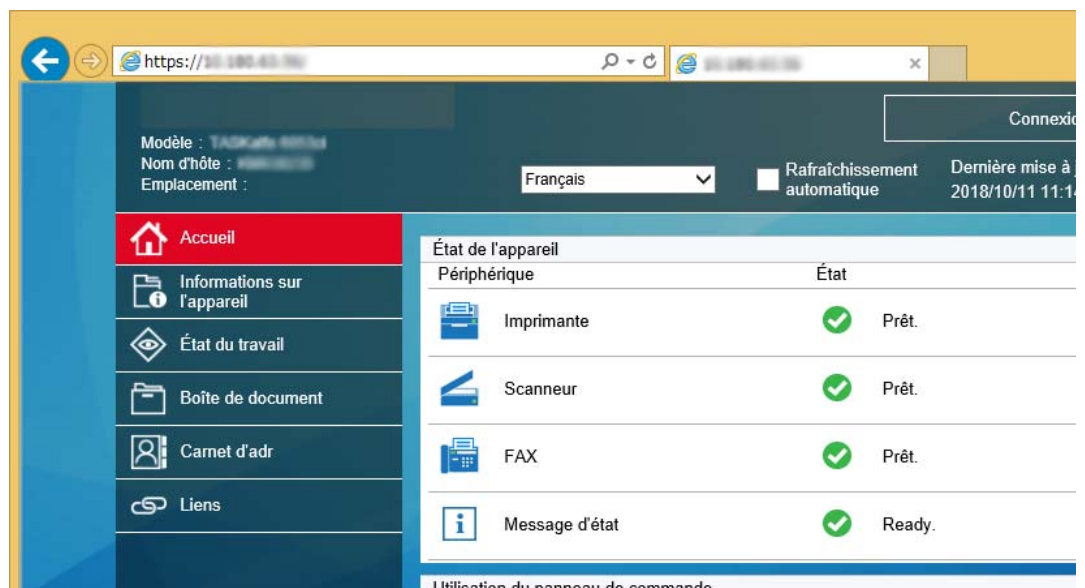 https://
Connexio
Modèle :
Nom d'hôte :
Emplacement :
Français
Rafraîchissement
automatique
Dernière mise à j
2018/10/11 11:14
Accueil
Informations sur
l'appareil
État du travail
Boîte de document
Carnet d'adr
Liens
État de l'appareil
Périphérique État
Imprimante Prêt.
Scanneur Prêt.
FAX Prêt.
Message d'état Ready.
Utilisation du panneau de commande